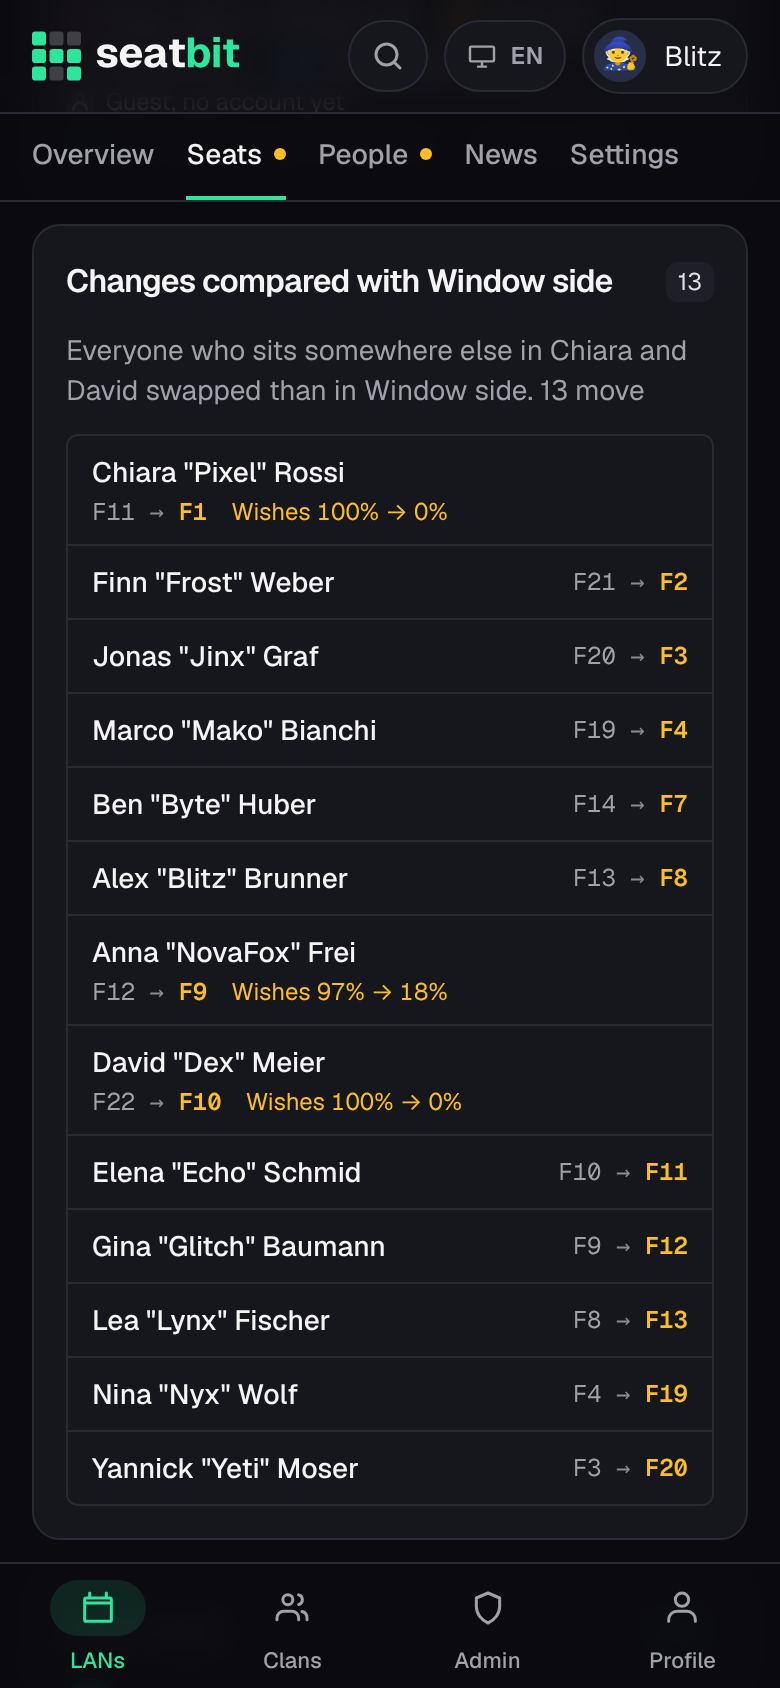 seatbit
EN
Blitz
Guest, no account yet
Overview
Seats
People
News
Settings
Changes compared with Window side
13
Everyone who sits somewhere else in Chiara and
David swapped than in Window side. 13 move
Chiara "Pixel" Rossi
F11 → F1 Wishes 100% → 0%
Finn "Frost" Weber F21 → F2
Jonas "Jinx" Graf F20 → F3
Marco "Mako" Bianchi F19 → F4
Ben "Byte" Huber F14 → F7
Alex "Blitz" Brunner F13 → F8
Anna "NovaFox" Frei
F12 → F9 Wishes 97% → 18%
David "Dex" Meier
F22 → F10 Wishes 100% → 0%
Elena "Echo" Schmid F10 → F11
Gina "Glitch" Baumann F9 → F12
Lea "Lynx" Fischer F8 → F13
Nina "Nyx" Wolf F4 → F19
Yannick "Yeti" Moser F3 → F20
LANs
Clans
Admin
Profile